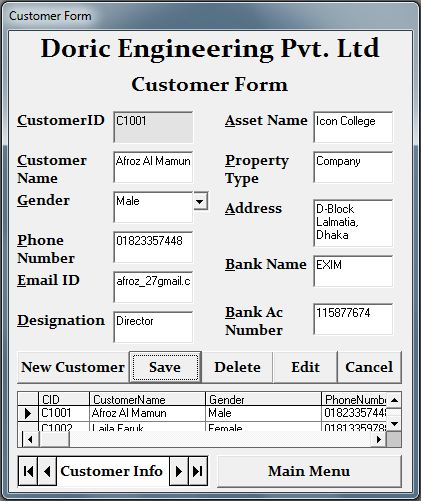 Customer Form
Doric Engineering Pvt. Ltd
Customer Form
CustomerID C1001
Asset Name Icon College
Customer Name Afroz Al Mamun
Property Type Company
Gender Male
Address D-Block
Lalmatia,
Dhaka
Phone Number 01823357448
Bank Name EXIM
Email ID afroz_27gmail.c
Designation Director
Bank Ac Number 115877674
New Customer Save Delete Edit Cancel
CID CustomerName Gender PhoneNumbe
C1001 Afroz Al Mamun Male 01823357448
C1002 Laila Faruk Female
Customer Info Main Menu